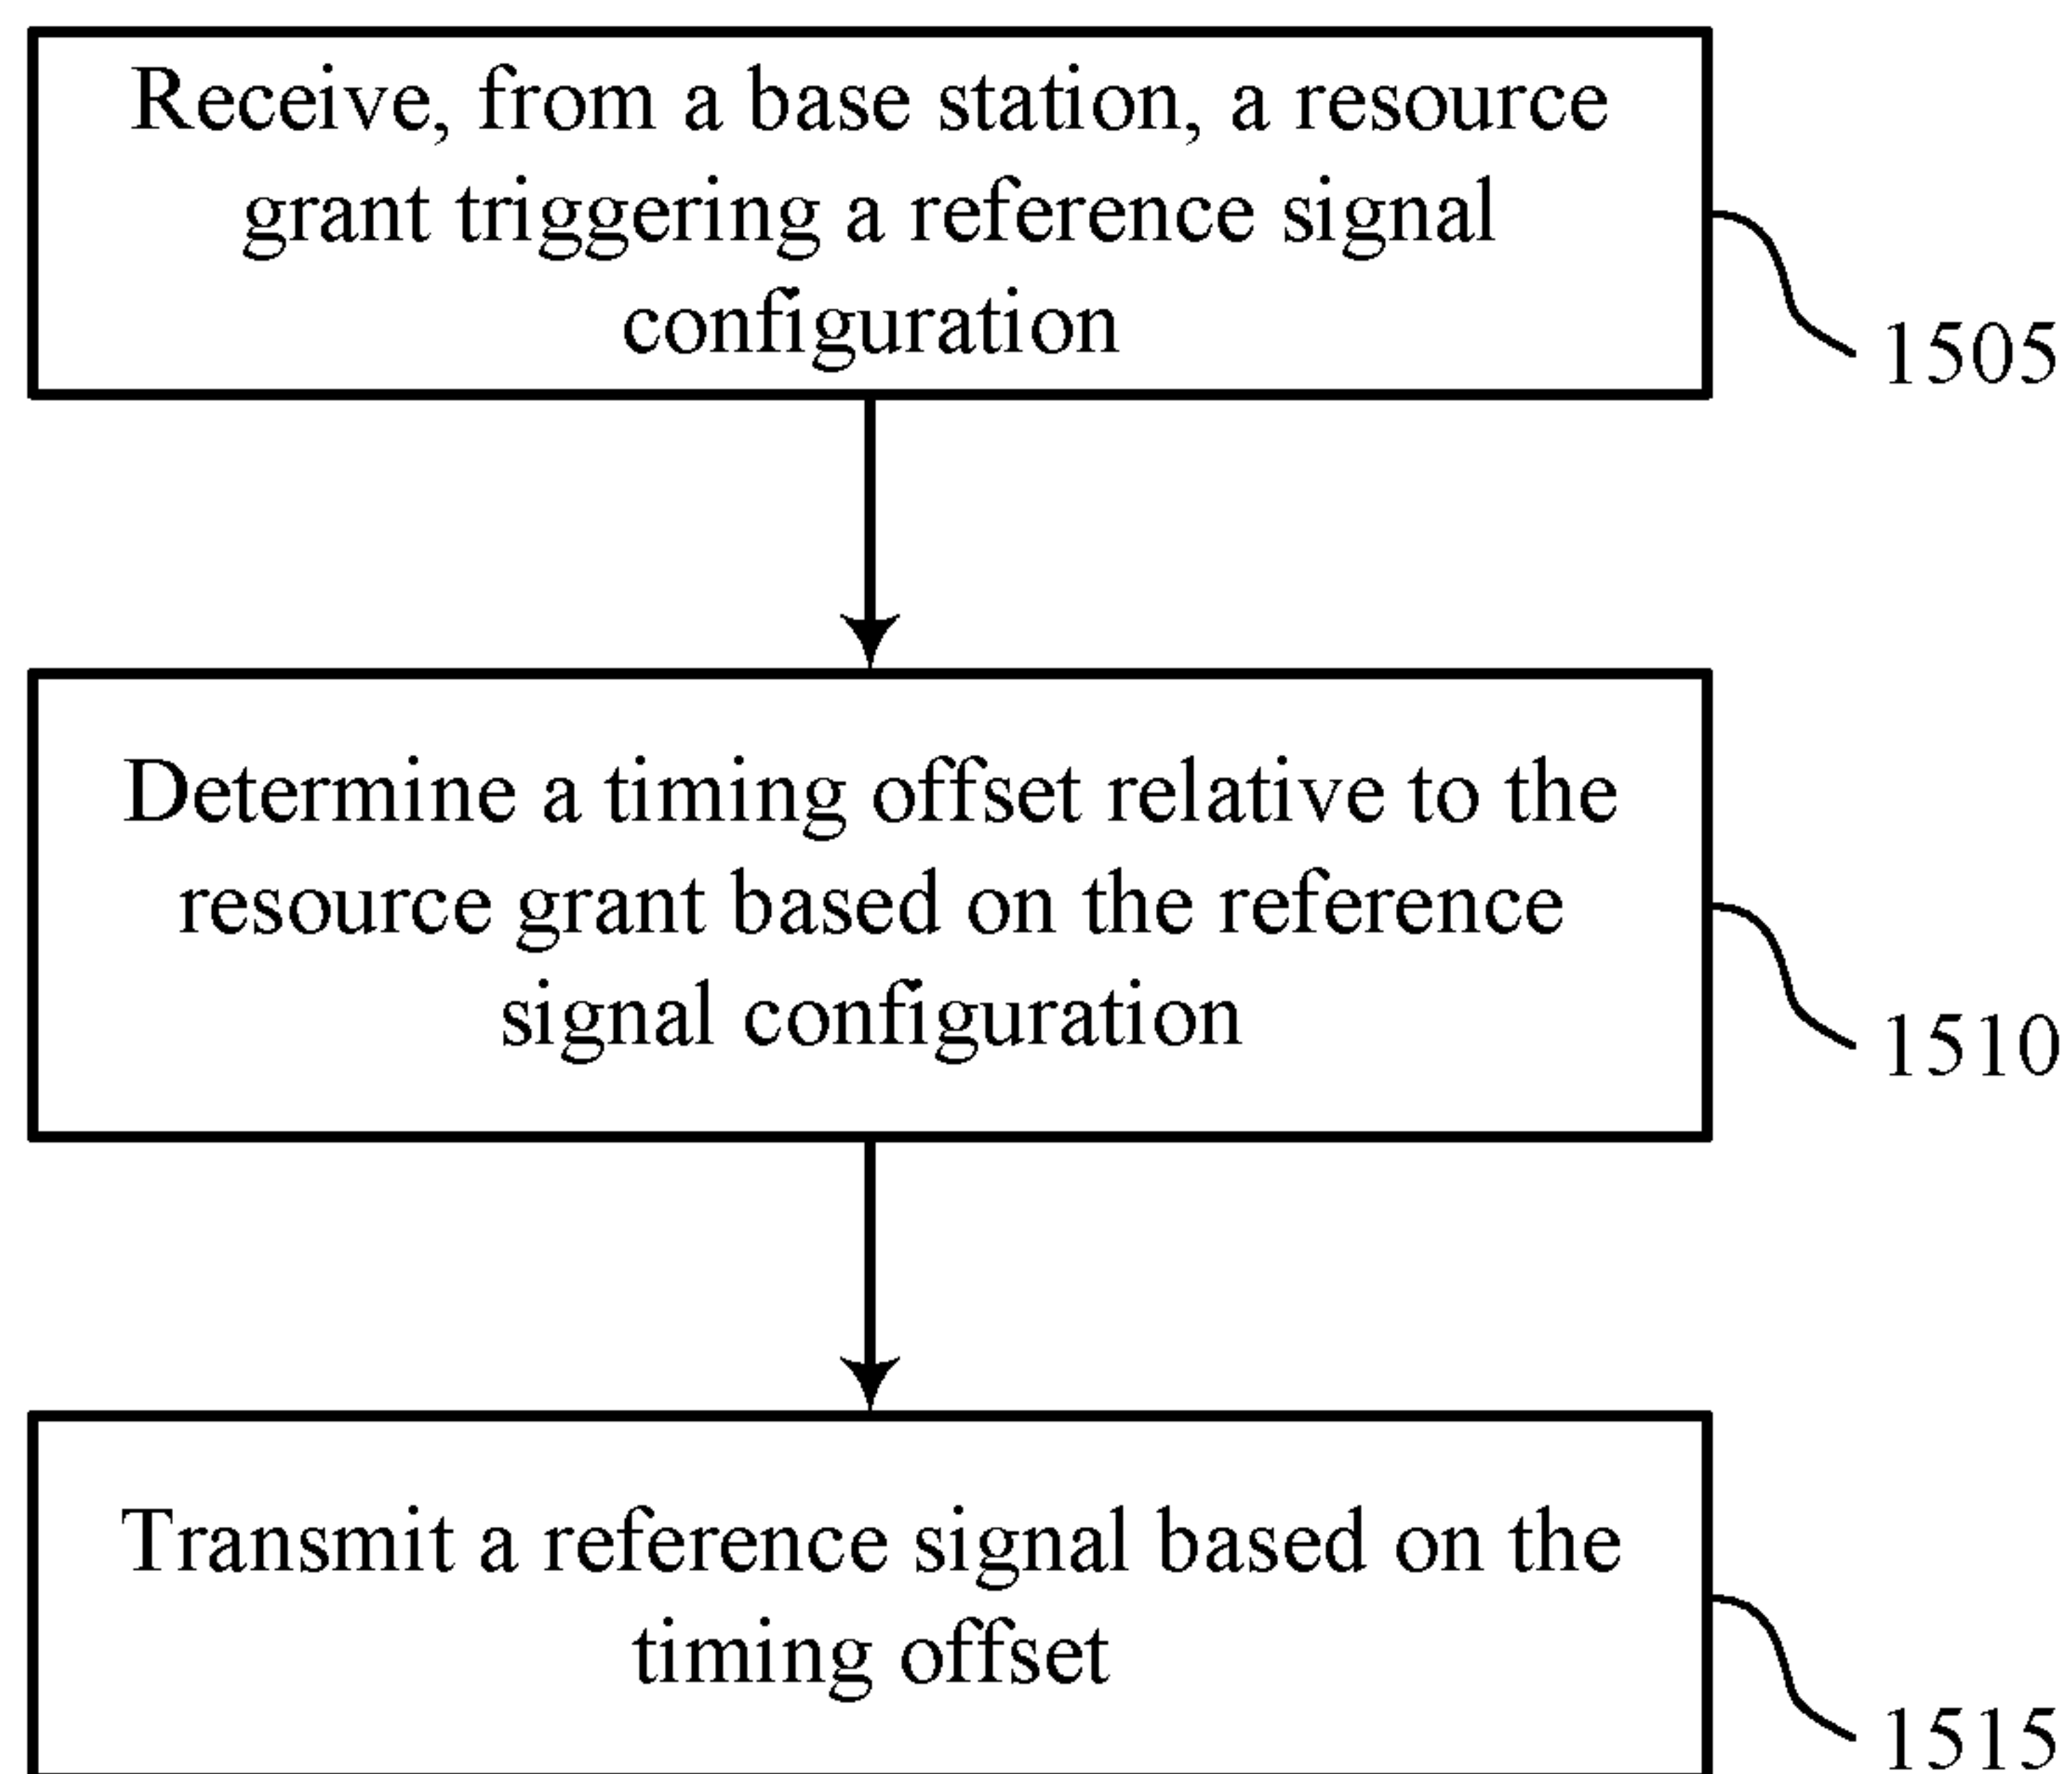 Receive, from a base station, a resource
grant triggering a reference signal
configuration
1505
Determine a timing offset relative to the
resource grant based on the reference
signal configuration
1510
Transmit a reference signal based on the
timing offset
1515